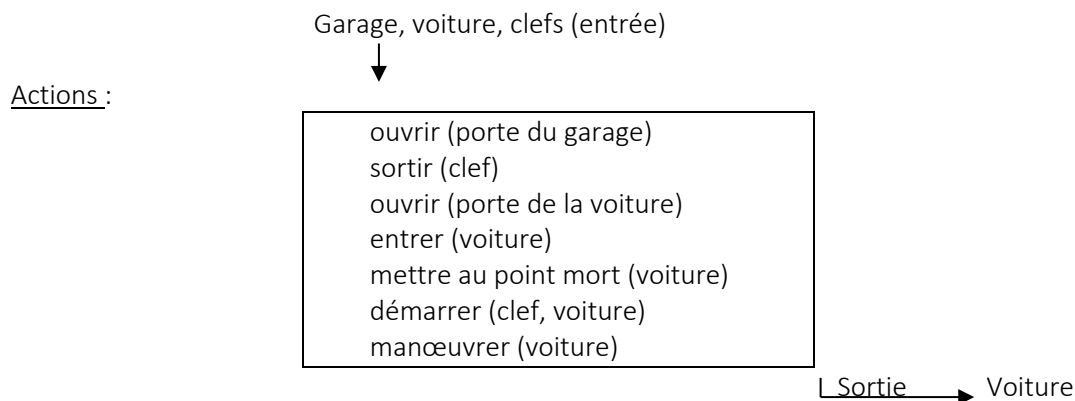 Garage, voiture, clefs (entrée)
Actions :
ouvrir (porte du garage)
sortir (clef)
ouvrir (porte de la voiture)
entrer (voiture)
mettre au point mort (voiture)
démarrer (clef, voiture)
manœuvrer (voiture)
Sortie Voiture